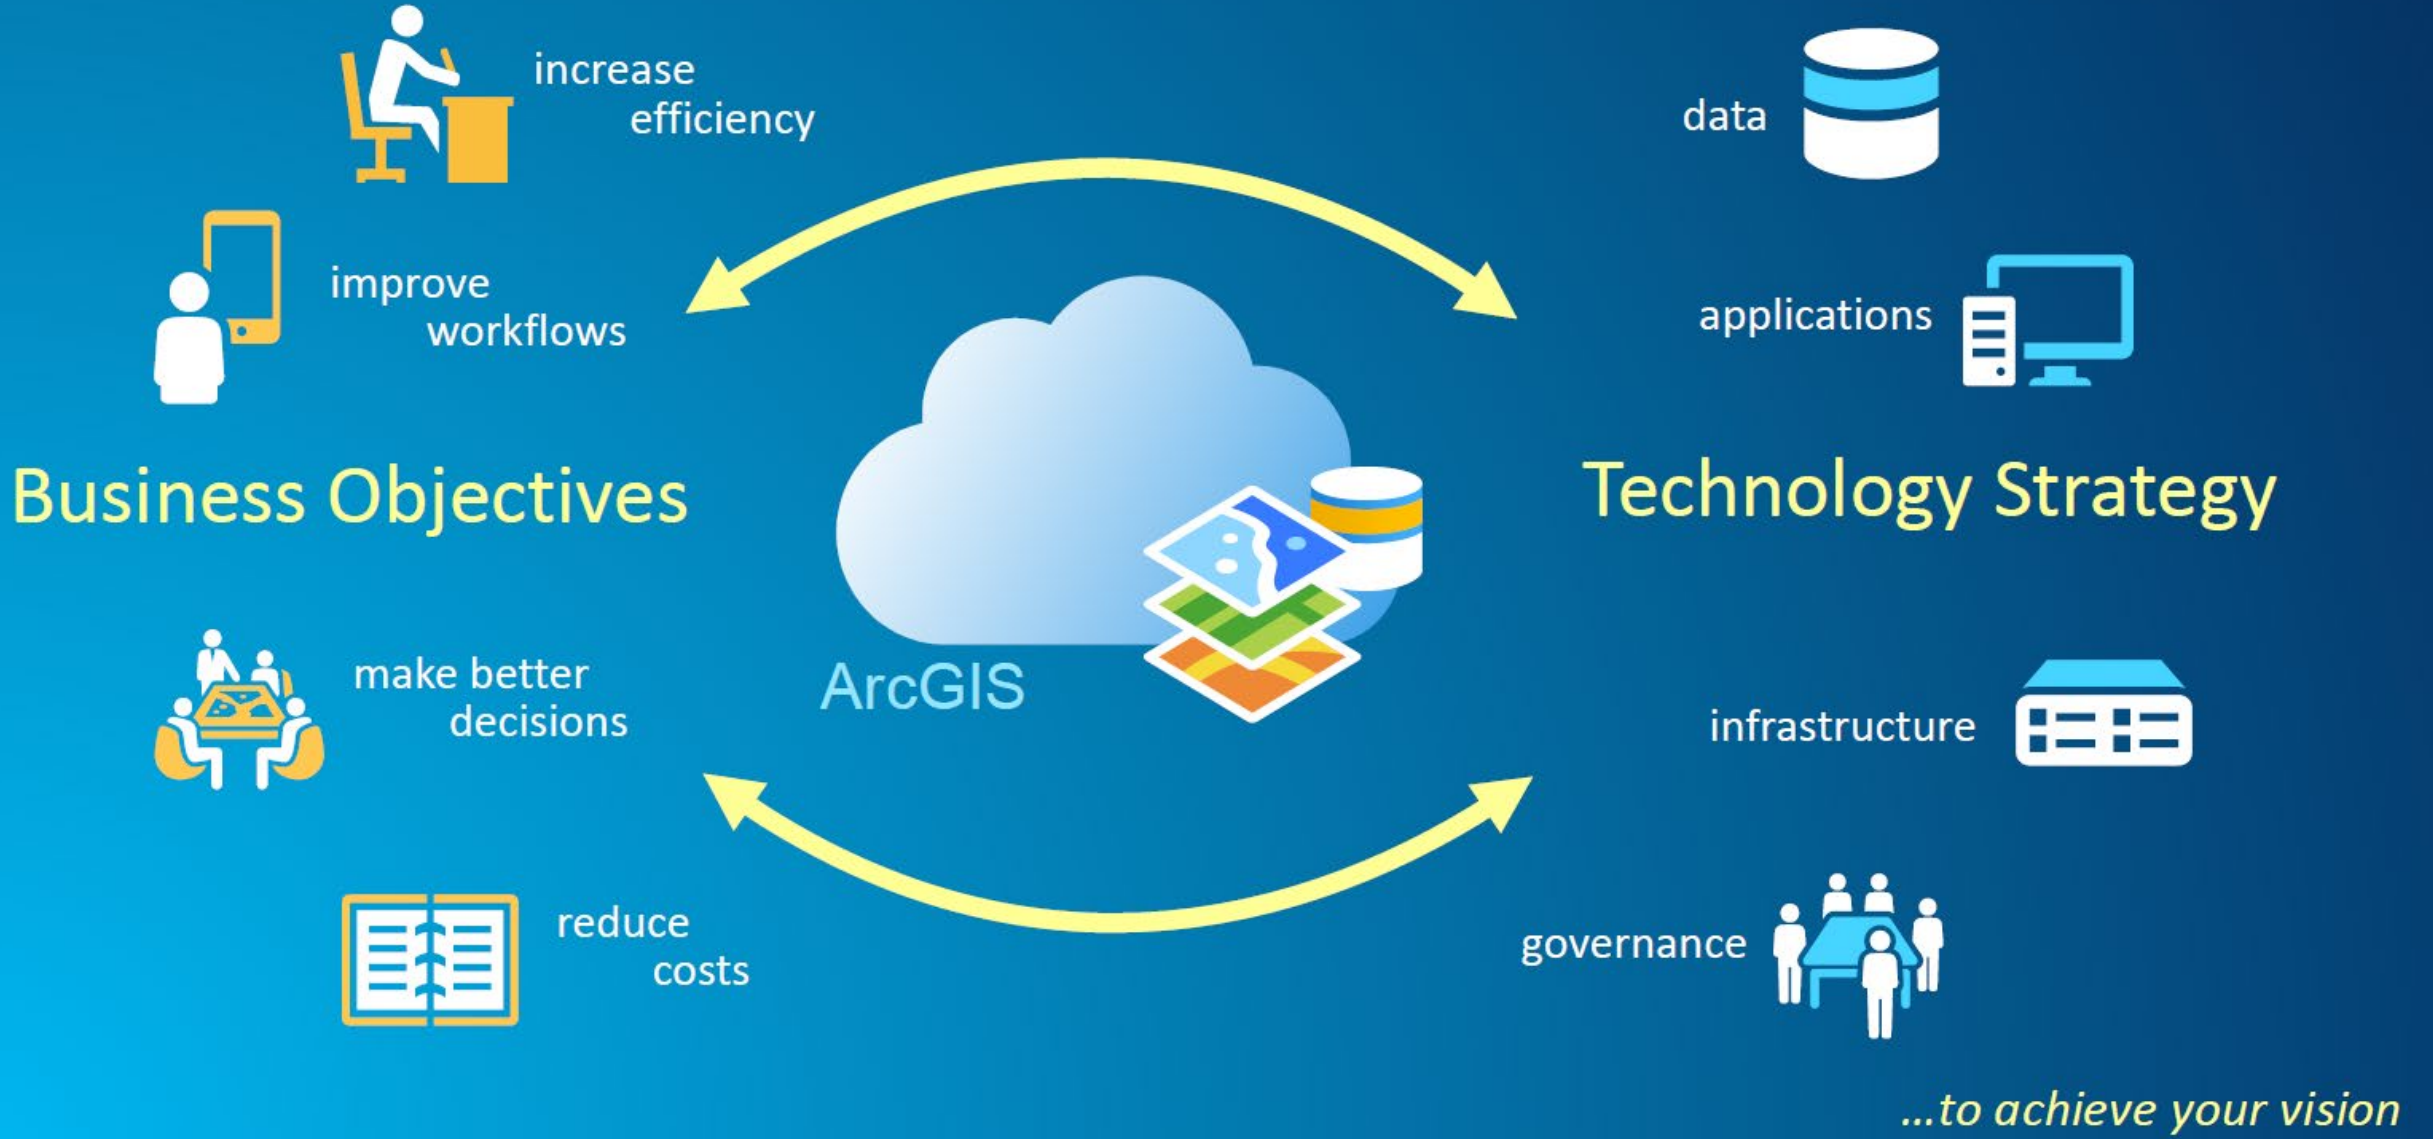 increase
efficiency
improve
workflows
Business Objectives
make better
decisions
reduce
costs
ArcGIS
data
applications
Technology Strategy
infrastructure
governance
...to achieve your vision